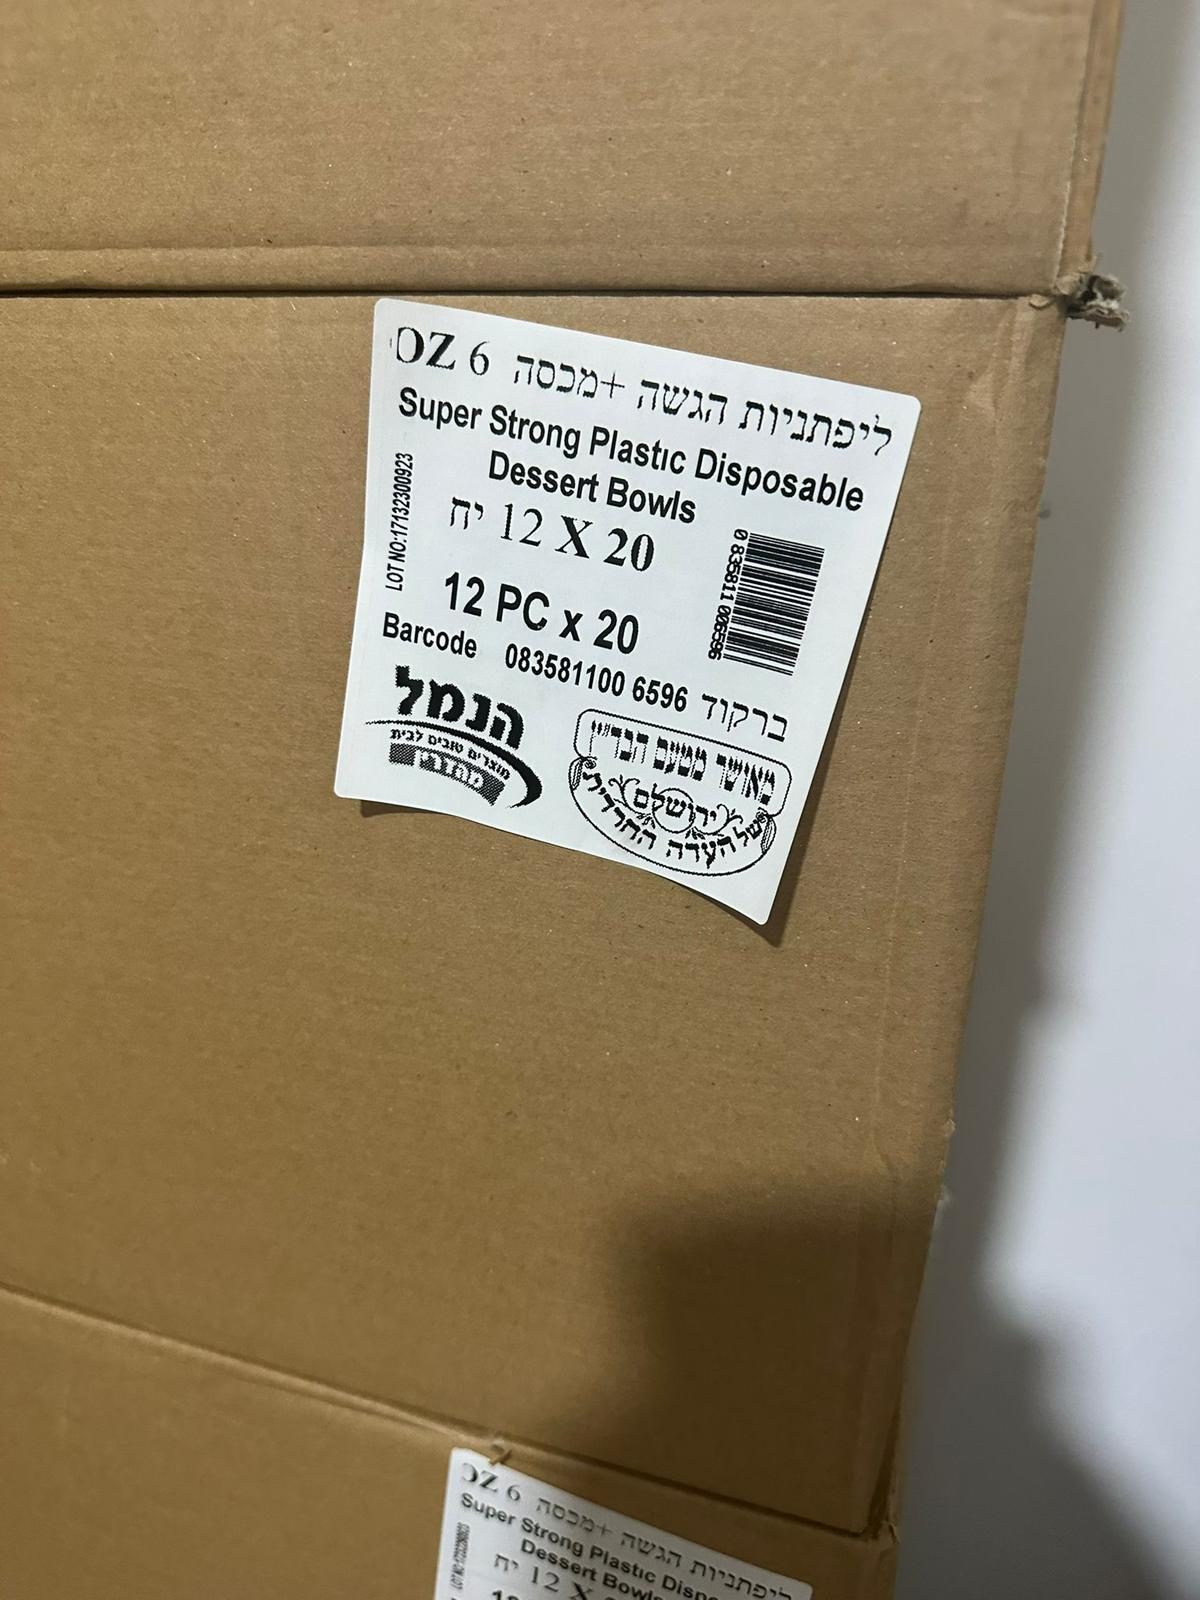 ליפתניות הגשה +מכסה 6 OZ
Super Strong Plastic Disposable
Dessert Bowls
12 X 20 יח
12 PC x 20
LOT NO:17132300923
0 835811 006596
Barcode 083581100 6596 ברקוד
הנמל
מוצרים טובים לבית
מאושר מטעם הבד"ץ
ירושלם
של העדה החרדית
OZ 6 ליפתניות הגשה +מכסה
Super Strong Plastic
Dessert Bowls
12 X יח